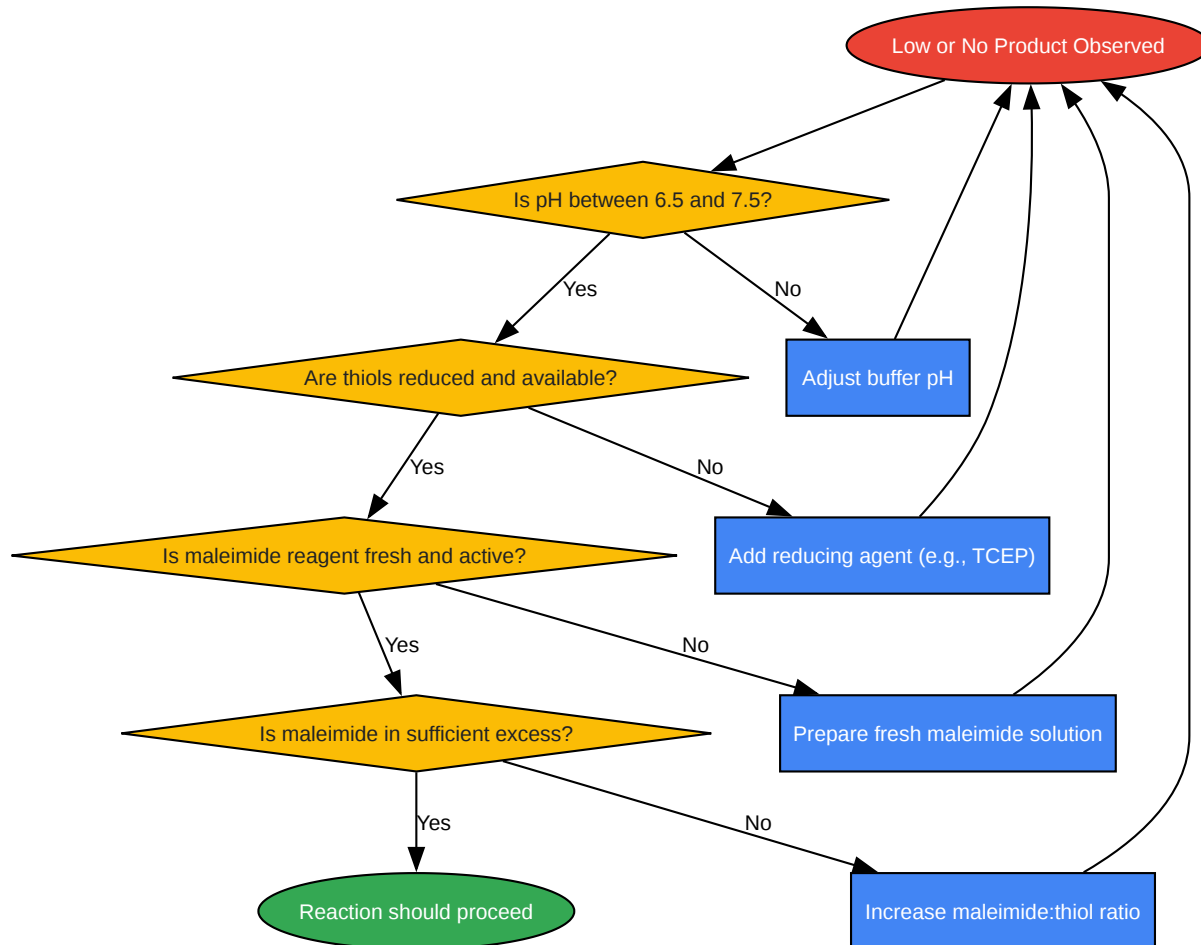 Low or No Product Observed
Is pH between 6.5 and 7.5?
Yes
No
Are thiols reduced and available?
Adjust buffer pH
Yes
No
Is maleimide reagent fresh and active?
Add reducing agent (e.g., TCEP)
Yes
No
Is maleimide in sufficient excess?
Prepare fresh maleimide solution
Yes
No
Reaction should proceed
Increase maleimide:thiol ratio